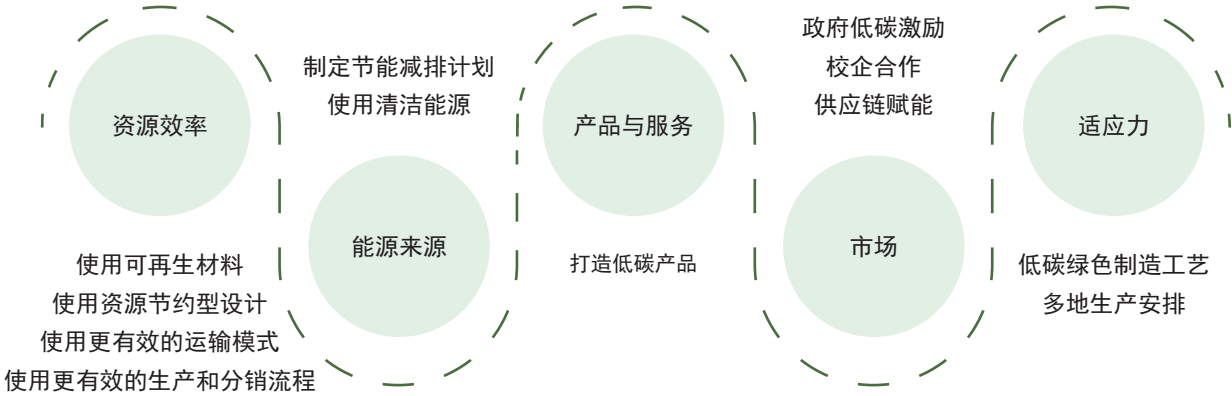 资源效率
使用可再生材料
使用资源节约型设计
使用更有效的运输模式
使用更有效的生产和分销流程
制定节能减排计划
使用清洁能源
能源来源
产品与服务
打造低碳产品
政府低碳激励
校企合作
供应链赋能
市场
适应力
低碳绿色制造工艺
多地生产安排